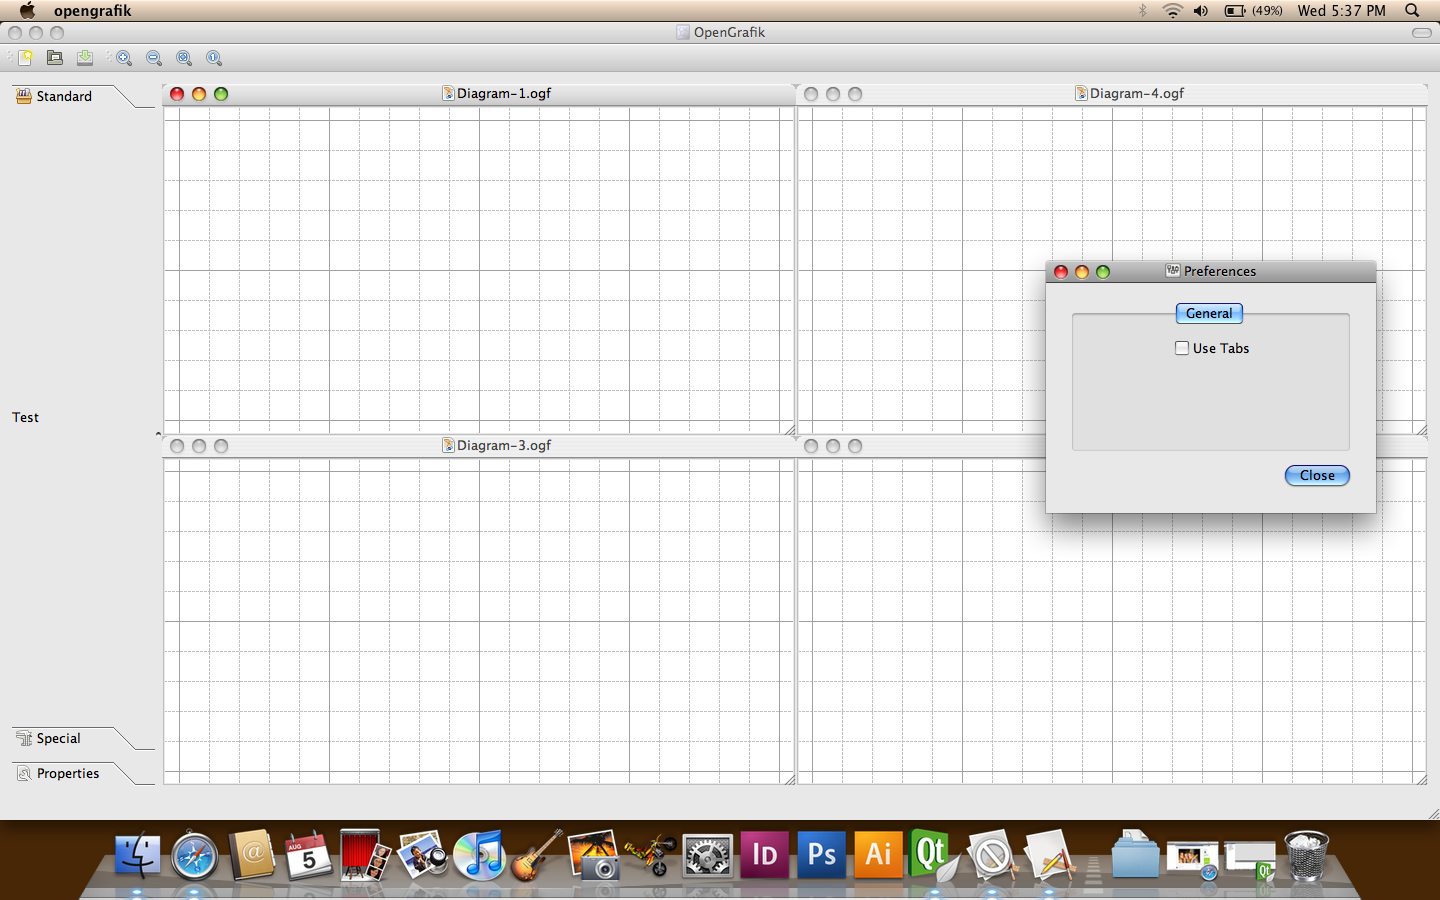 opengrafik
(49%)
Wed 5:37 PM
OpenGrafik
Standard
Diagram-1.ogf
Diagram-4.ogf
Preferences
General
Use Tabs
Test
Diagram-3.ogf
Close
Special
Properties
AUG
5
Id
Ps
Ai
Qt